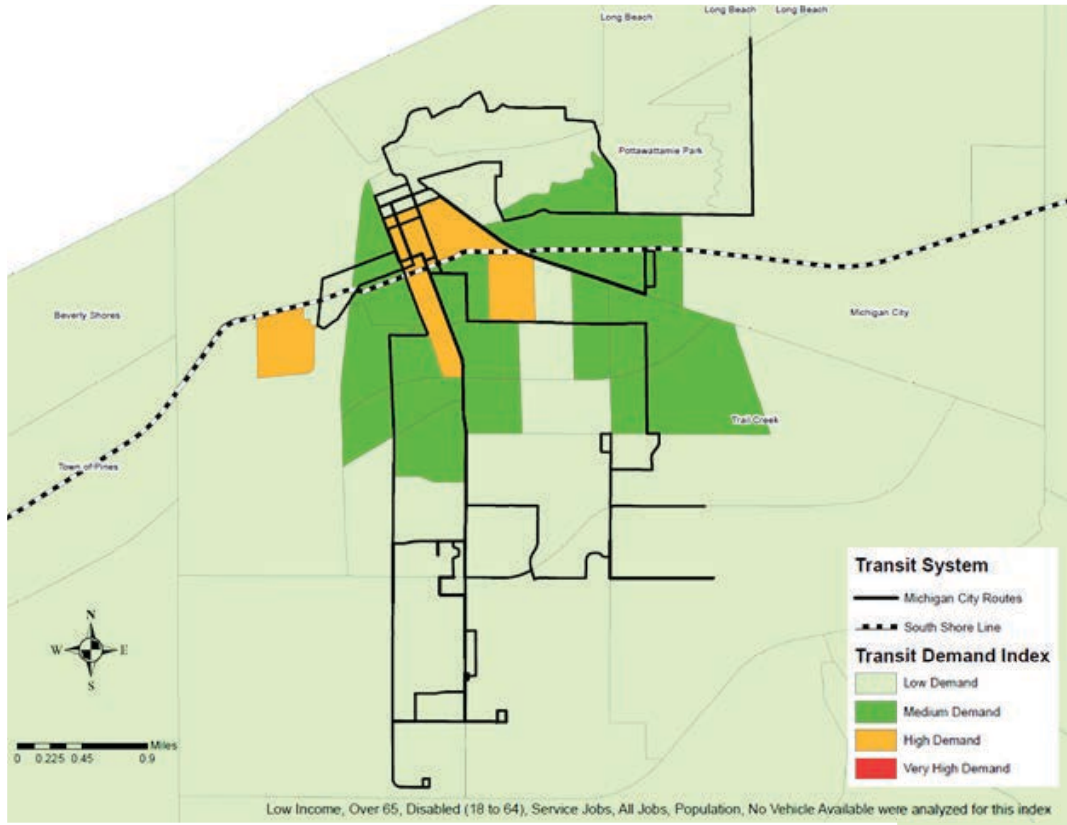 Long Beach
Long Beach
Long Beach
Pottawattamie Park
Beverly Shores
Michigan City
Trail Creek
Town of Pines
N
W
E
S
Miles
0 0.225 0.45 0.9
Transit System
Michigan City Routes
South Shore Line
Transit Demand Index
Low Demand
Medium Demand
High Demand
Very High Demand
Low Income, Over 65, Disabled (18 to 64), Service Jobs, All Jobs, Population, No Vehicle Available were analyzed for this index